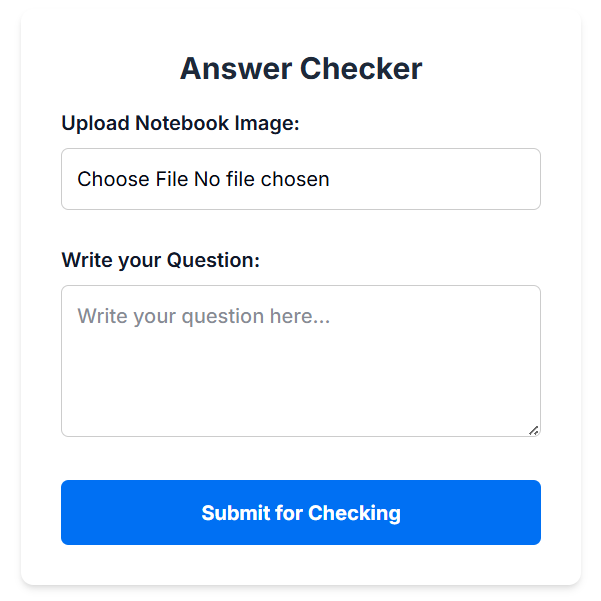 Answer Checker
Upload Notebook Image:
Choose File No file chosen
Write your Question:
Write your question here...
Submit for Checking